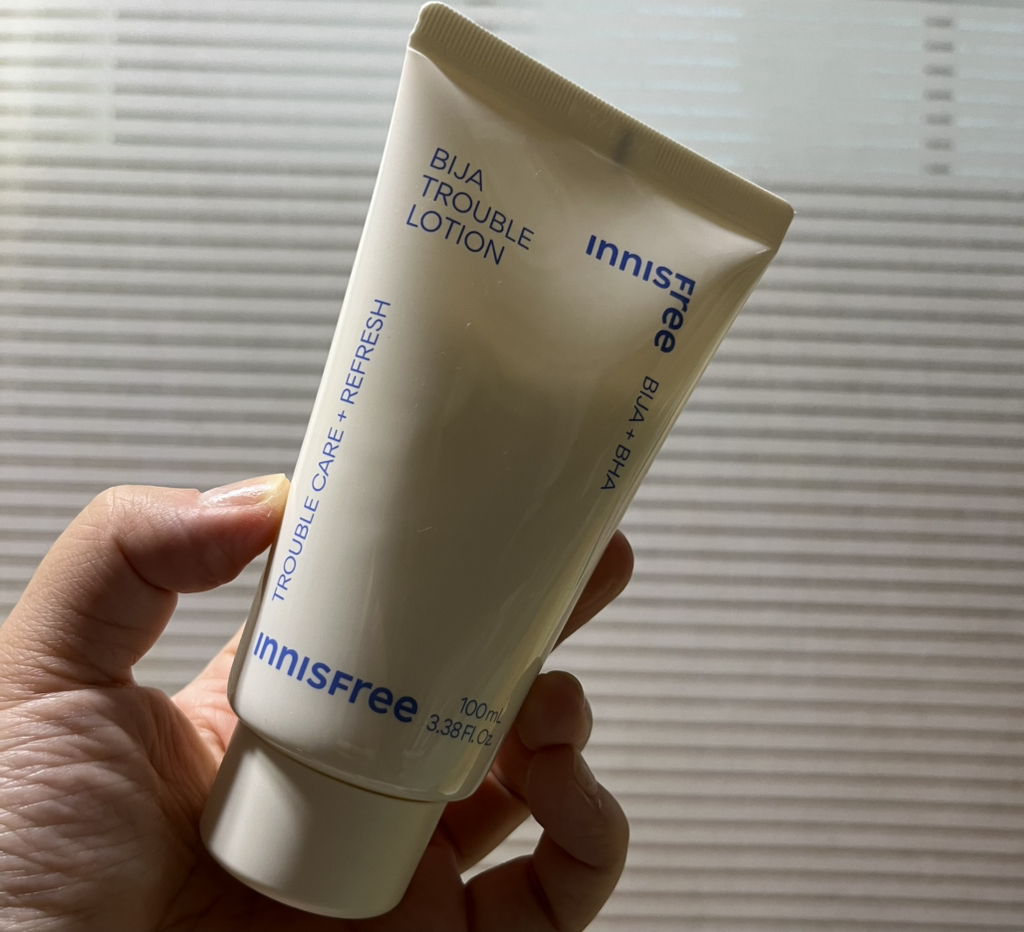 BIJA
TROUBLE
LOTION
INNISFree
BIJA + BHA
TROUBLE CARE + REFRESH
INNISFree
100mL
3.38Fl. Oz